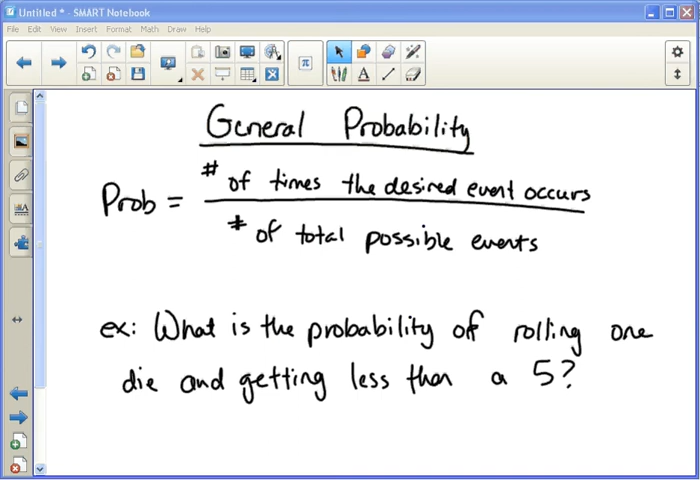 Untitled * - SMART Notebook
File Edit View Insert Format Math Draw Help
General Probability
Prob = # of times the desired event occurs
# of total possible events
ex: What is the probability of rolling one
die and getting less than a 5?